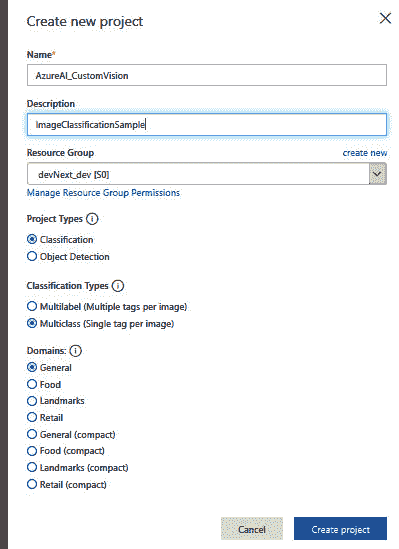 Create new project
Name*
AzureAI_CustomVision
Description
ImageClassificationSample
Resource Group create new
devNext_dev [S0]
Manage Resource Group Permissions
Project Types
Classification
Object Detection
Classification Types
Multilabel (Multiple tags per image)
Multiclass (Single tag per image)
Domains:
General
Food
Landmarks
Retail
General (compact)
Food (compact)
Landmarks (compact)
Retail (compact)
Cancel Create project